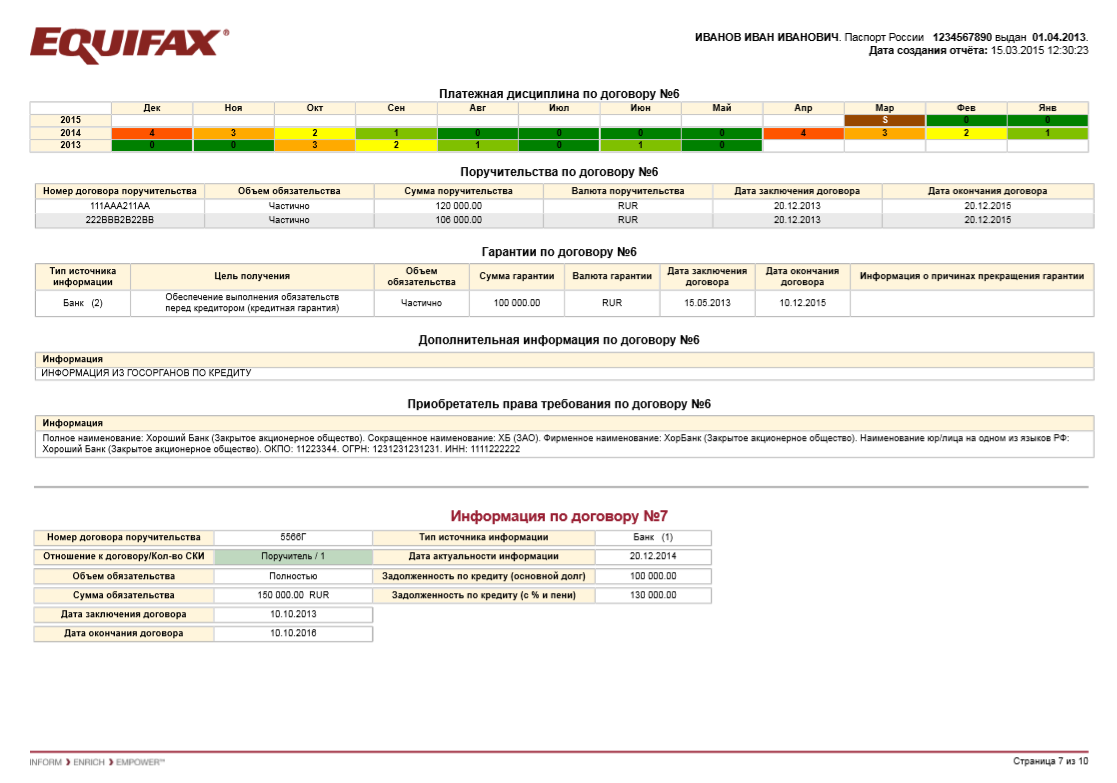 EQUIFAX®
ИВАНОВ ИВАН ИВАНОВИЧ. Паспорт России 1234567890 выдан 01.04.2013.
Дата создания отчёта: 15.03.2015 12:30:23
Платежная дисциплина по договору №6
Дек Ноя Окт Сен Авг Июл Июн Май Апр Мар Фев Янв
2015 S 0 0
2014 4 3 2 1 0 0 0 0 4 3 2 1
2013 0 0 3 2 1 0 1 0
Поручительства по договору №6
Номер договора поручительства Объем обязательства Сумма поручительства Валюта поручительства Дата заключения договора Дата окончания договора
111AAA211AA Частично 120 000.00 RUR 20.12.2013 20.12.2015
222BBB2B22BB Частично 106 000.00 RUR 20.12.2013 20.12.2015
Гарантии по договору №6
Тип источника информации Цель получения Объем обязательства Сумма гарантии Валюта гарантии Дата заключения договора Дата окончания договора Информация о причинах прекращения гарантии
Банк (2) Обеспечение выполнения обязательств перед кредитором (кредитная гарантия) Частично 100 000.00 RUR 15.05.2013 10.12.2015
Дополнительная информация по договору №6
Информация
ИНФОРМАЦИЯ ИЗ ГОСОРГАНОВ ПО КРЕДИТУ
Приобретатель права требования по договору №6
Информация
Полное наименование: Хороший Банк (Закрытое акционерное общество). Сокращенное наименование: ХБ (ЗАО). Фирменное наименование: ХорБанк (Закрытое акционерное общество). Наименование юр/лица на одном из языков РФ:
Хороший Банк (Закрытое акционерное общество). ОКПО: 11223344. ОГРН: 1231231231231. ИНН: 1111222222
Информация по договору №7
Номер договора поручительства 5566Г Тип источника информации Банк (1)
Отношение к договору/Кол-во СКИ Поручитель / 1 Дата актуальности информации 20.12.2014
Объем обязательства Полностью Задолженность по кредиту (основной долг) 100 000.00
Сумма обязательства 150 000.00 RUR Задолженность по кредиту (с % и пени) 130 000.00
Дата заключения договора 10.10.2013
Дата окончания договора 10.10.2016
INFORM ❯ ENRICH ❯ EMPOWER™
Страница 7 из 10